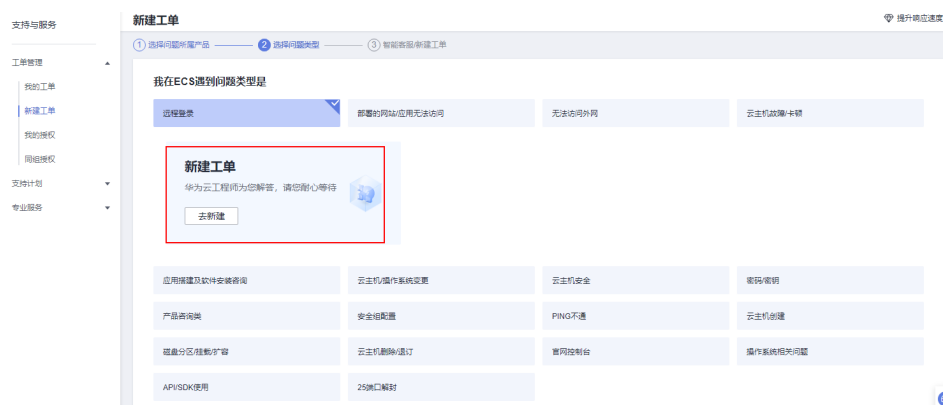 支持与服务
新建工单
提升响应速度
1 选择问题所属产品
2 选择问题类型
3 智能客服/新建工单
工单管理
我的工单
新建工单
我的授权
同组授权
支持计划
专业服务
我在ECS遇到问题类型是
远程登录
部署的网站/应用无法访问
无法访问外网
云主机故障/卡顿
新建工单
华为云工程师为您解答，请您耐心等待
去新建
应用搭建及软件安装咨询
云主机/操作系统变更
云主机安全
密码/密钥
产品咨询类
安全组配置
PING不通
云主机创建
磁盘分区/挂载/扩容
云主机删除/退订
官网控制台
操作系统相关问题
API/SDK使用
25端口解封